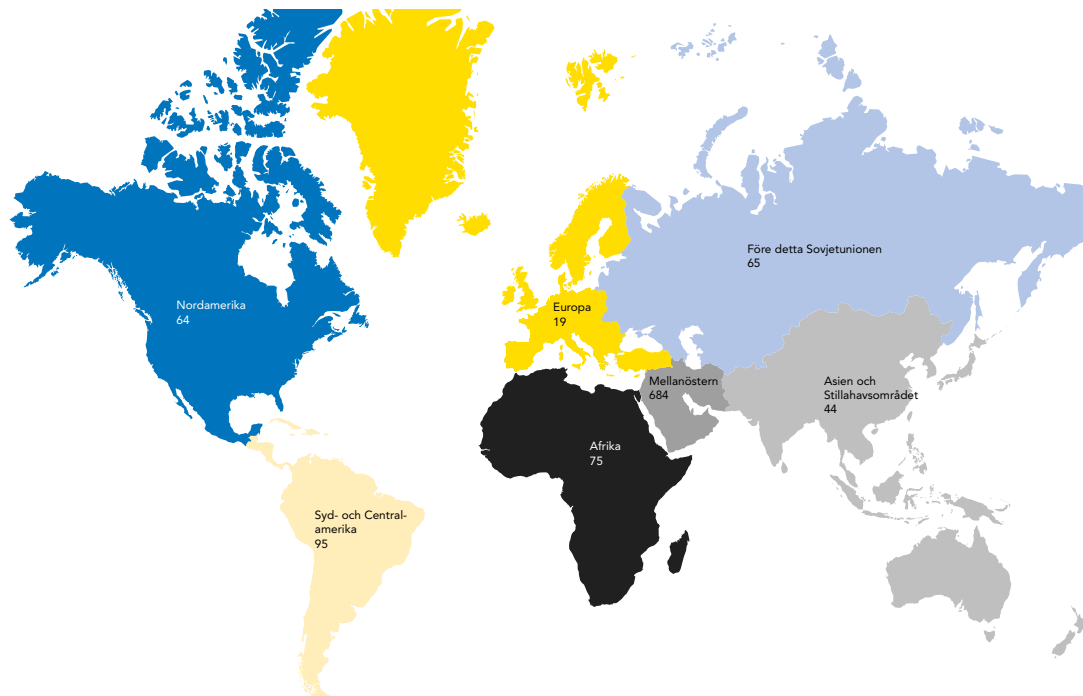 Före detta Sovjetunionen
65
Nordamerika
64
Europa
19
Mellanöstern
684
Asien och
Stillahavsområdet
44
Afrika
75
Syd- och Central-
amerika
95